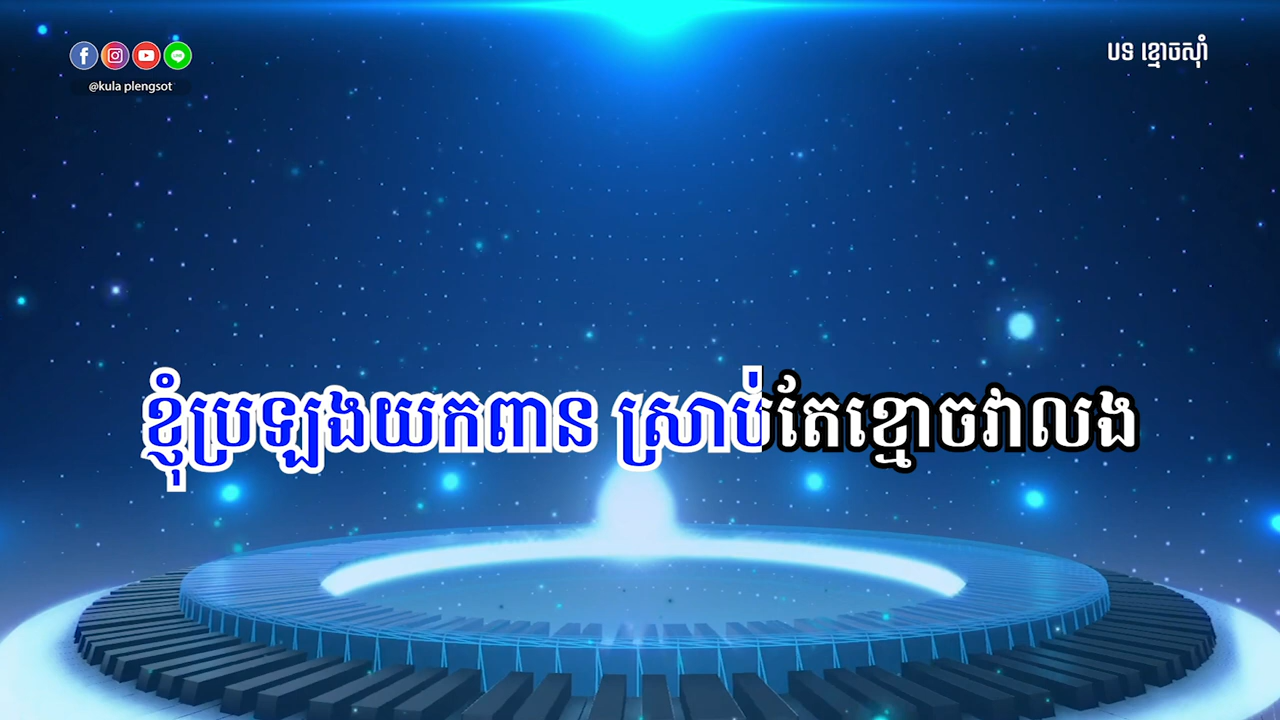 @kula plengsot
បទ ខ្មោចស៊ាំ
ខ្ញុំប្រឡងយកពាន ស្រាប់តែខ្មោចវាលង